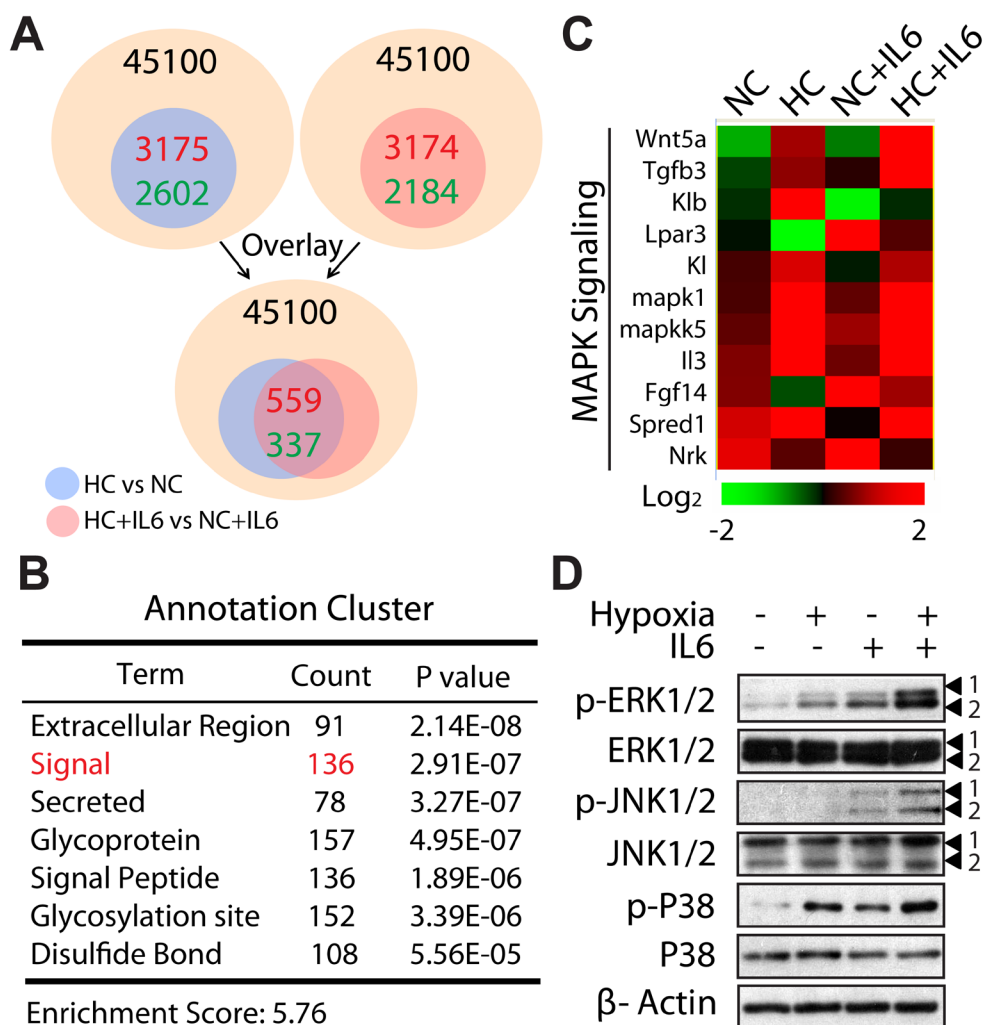 A
45100
45100
3175
2602
3174
2184
Overlay
45100
559
337
HC vs NC
HC+IL6 vs NC+IL6
B
Annotation Cluster
Term Count P value
Extracellular Region 91 2.14E-08
Signal 136 2.91E-07
Secreted 78 3.27E-07
Glycoprotein 157 4.95E-07
Signal Peptide 136 1.89E-06
Glycosylation site 152 3.39E-06
Disulfide Bond 108 5.56E-05
Enrichment Score: 5.76
C
NC HC NC+IL6 HC+IL6
MAPK Signaling
Wnt5a
Tgfb3
Klb
Lpar3
Kl
mapk1
mapkk5
Il3
Fgf14
Spred1
Nrk
Log2
-2 2
D
Hypoxia - + - +
IL6 - - + +
p-ERK1/2 1
2
ERK1/2 1
2
p-JNK1/2 1
2
JNK1/2 1
2
p-P38
P38
β- Actin